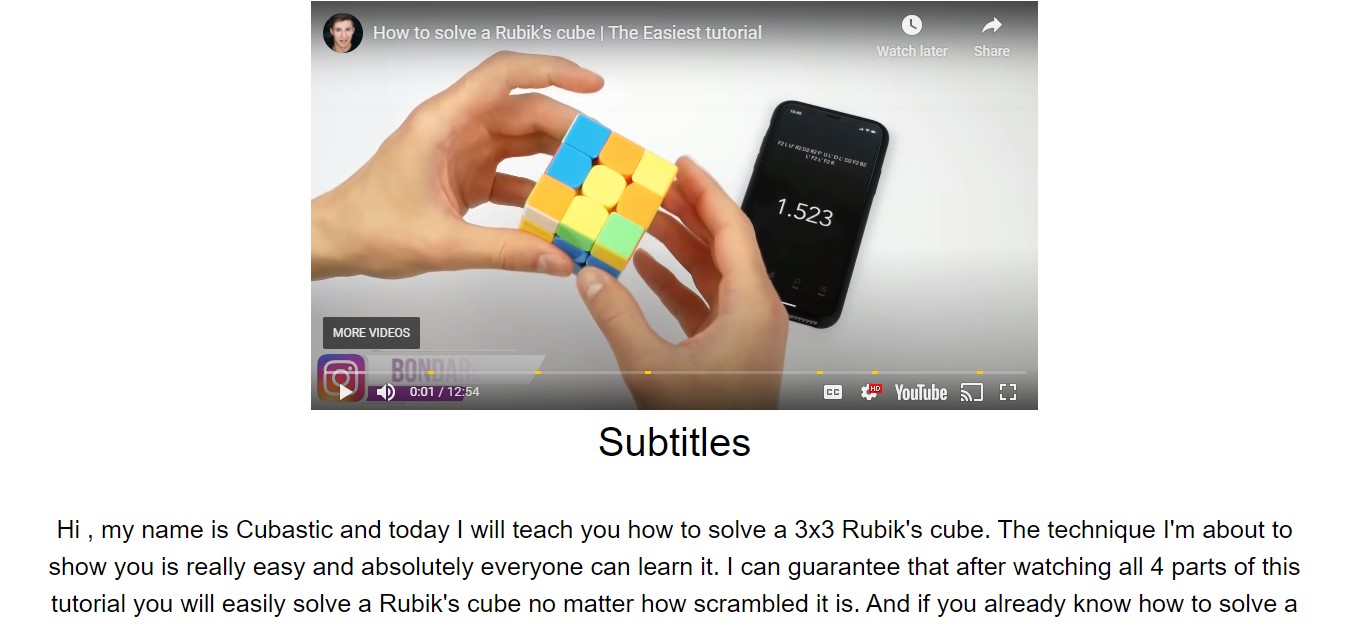 How to solve a Rubik's cube | The Easiest tutorial
Watch later
Share
1.523
MORE VIDEOS
0:01 / 12:54
CC
HD
YouTube
Subtitles
Hi , my name is Cubastic and today I will teach you how to solve a 3x3 Rubik's cube. The technique I'm about to
show you is really easy and absolutely everyone can learn it. I can guarantee that after watching all 4 parts of this
tutorial you will easily solve a Rubik's cube no matter how scrambled it is. And if you already know how to solve a